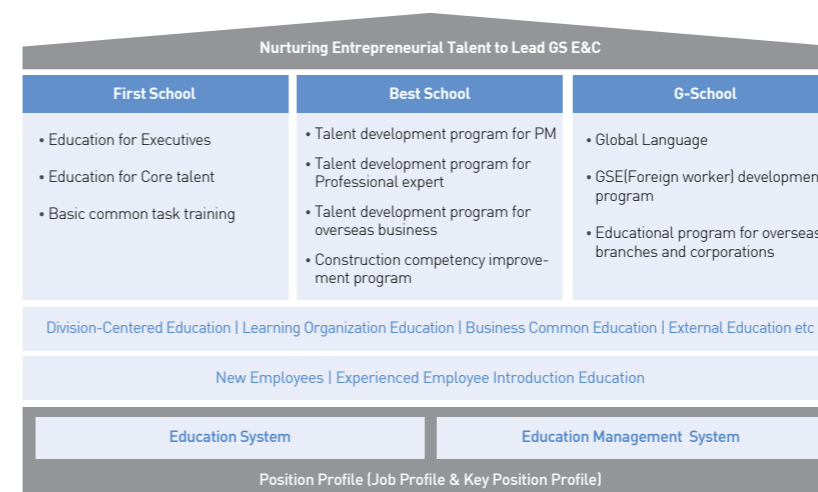 Nurturing Entrepreneurial Talent to Lead GS E&C
First School
• Education for Executives
• Education for Core talent
• Basic common task training
Best School
• Talent development program for PM
• Talent development program for
Professional expert
• Talent development program for
overseas business
• Construction competency improve-
ment program
G-School
• Global Language
• GSE(Foreign worker) developmen
program
• Educational program for overseas
branches and corporations
Division-Centered Education | Learning Organization Education | Business Common Education | External Education etc
New Employees | Experienced Employee Introduction Education
Education System
Education Management System
Position Profile (Job Profile & Key Position Profile)